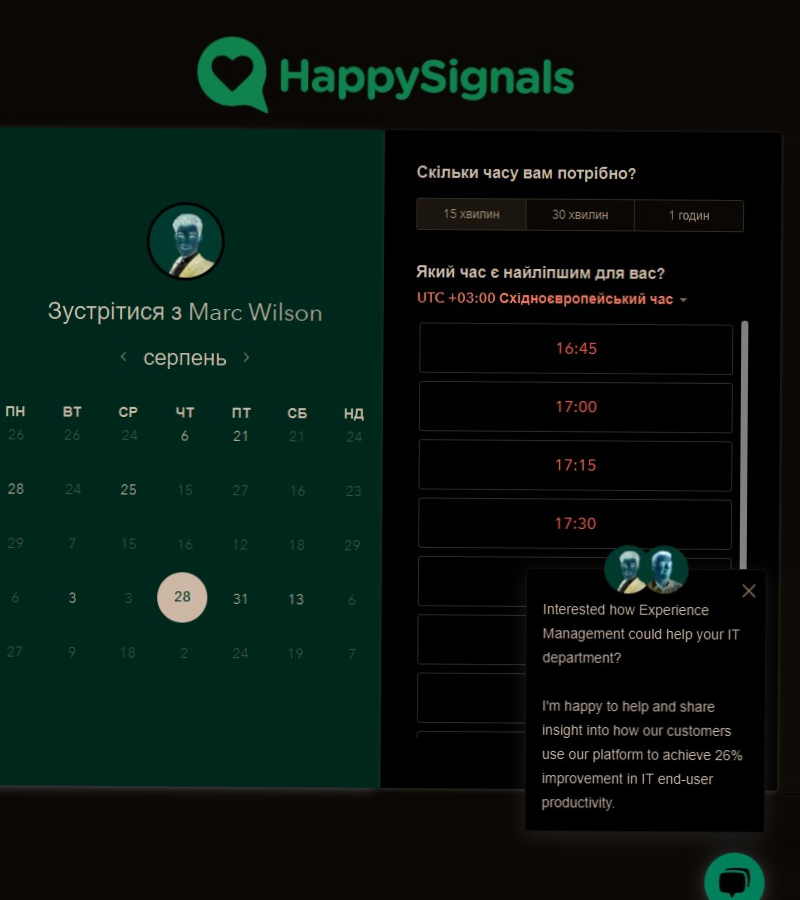 HappySignals
Зустрітися з Marc Wilson
серпень
ПН ВТ СР ЧТ ПТ СБ НД
26 26 24 6 21 21 24
28 24 25 15 27 16 23
29 7 15 16 12 18 29
6 3 3 28 31 13 6
27 9 18 2 24 19 7
Скільки часу вам потрібно?
15 хвилин 30 хвилин 1 годин
Який час є найліпшим для вас?
UTC +03:00 Східноєвропейський час
16:45
17:00
17:15
17:30
Interested how Experience
Management could help your IT
department?
I'm happy to help and share
insight into how our customers
use our platform to achieve 26%
improvement in IT end-user
productivity.